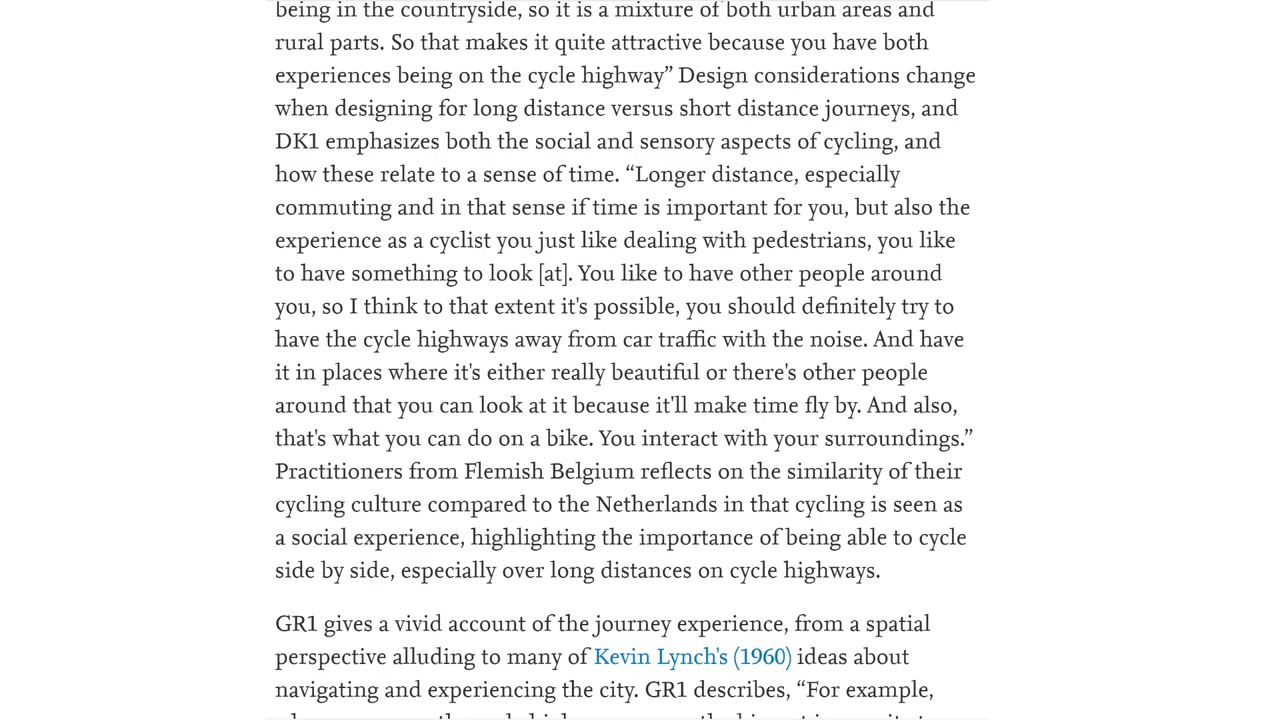 being in the countryside, so it is a mixture of both urban areas and
rural parts. So that makes it quite attractive because you have both
experiences being on the cycle highway” Design considerations change
when designing for long distance versus short distance journeys, and
DK1 emphasizes both the social and sensory aspects of cycling, and
how these relate to a sense of time. “Longer distance, especially
commuting and in that sense if time is important for you, but also the
experience as a cyclist you just like dealing with pedestrians, you like
to have something to look [at]. You like to have other people around
you, so I think to that extent it's possible, you should definitely try to
have the cycle highways away from car traffic with the noise. And have
it in places where it's either really beautiful or there's other people
around that you can look at it because it'll make time fly by. And also,
that's what you can do on a bike. You interact with your surroundings.”
Practitioners from Flemish Belgium reflects on the similarity of their
cycling culture compared to the Netherlands in that cycling is seen as
a social experience, highlighting the importance of being able to cycle
side by side, especially over long distances on cycle highways.
GR1 gives a vivid account of the journey experience, from a spatial
perspective alluding to many of Kevin Lynch's (1960) ideas about
navigating and experiencing the city. GR1 describes, “For example,